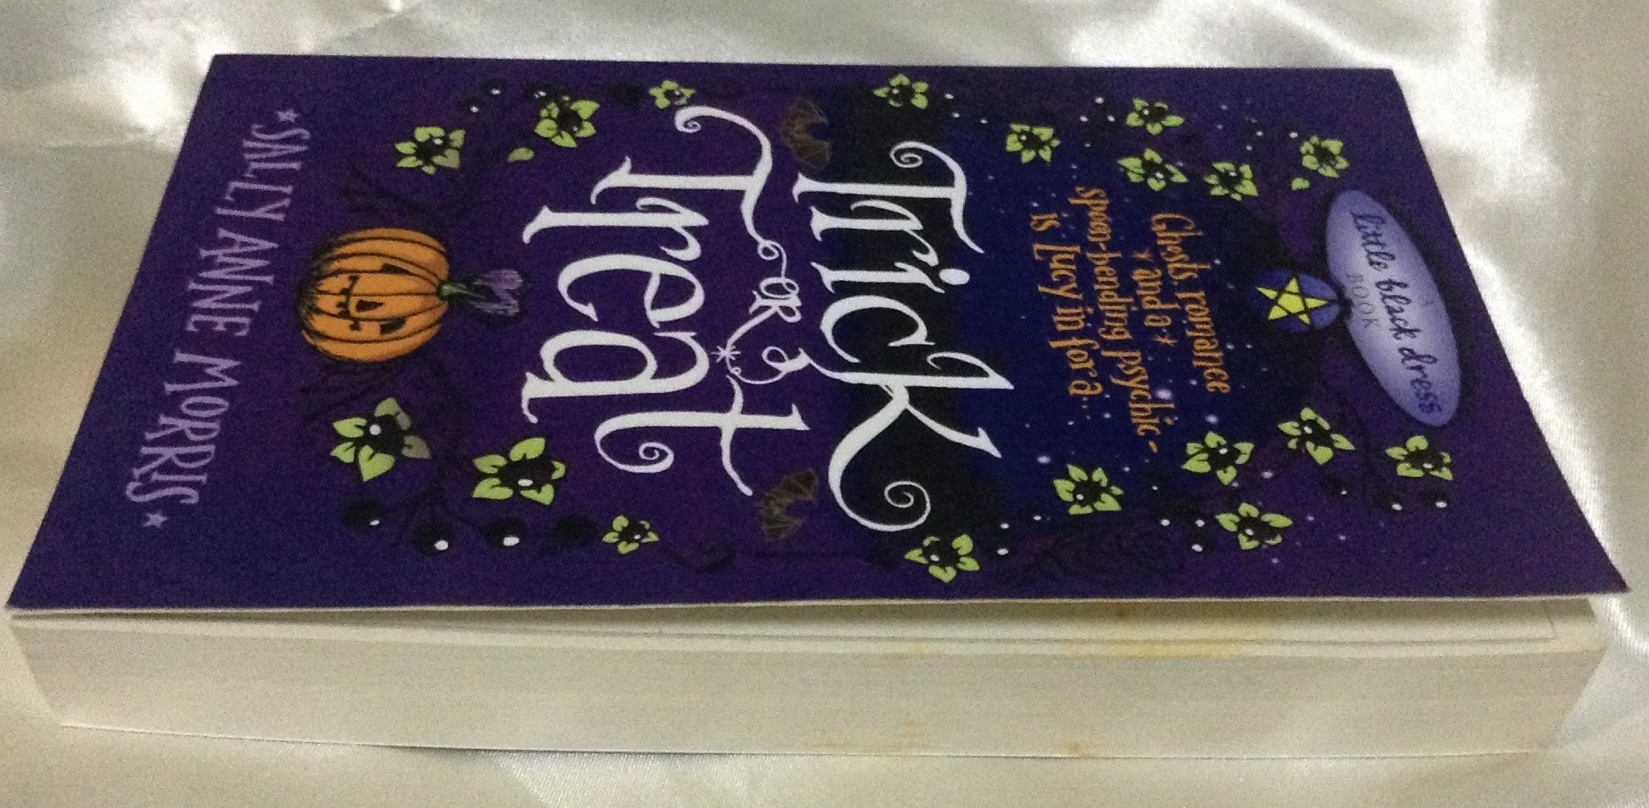 A
little black dress
BOOK
Ghosts, romance
and a
spoon-bending psychic-
is Lucy in for a...
Trick
OR
Treat
SALLY ANNE MORRIS